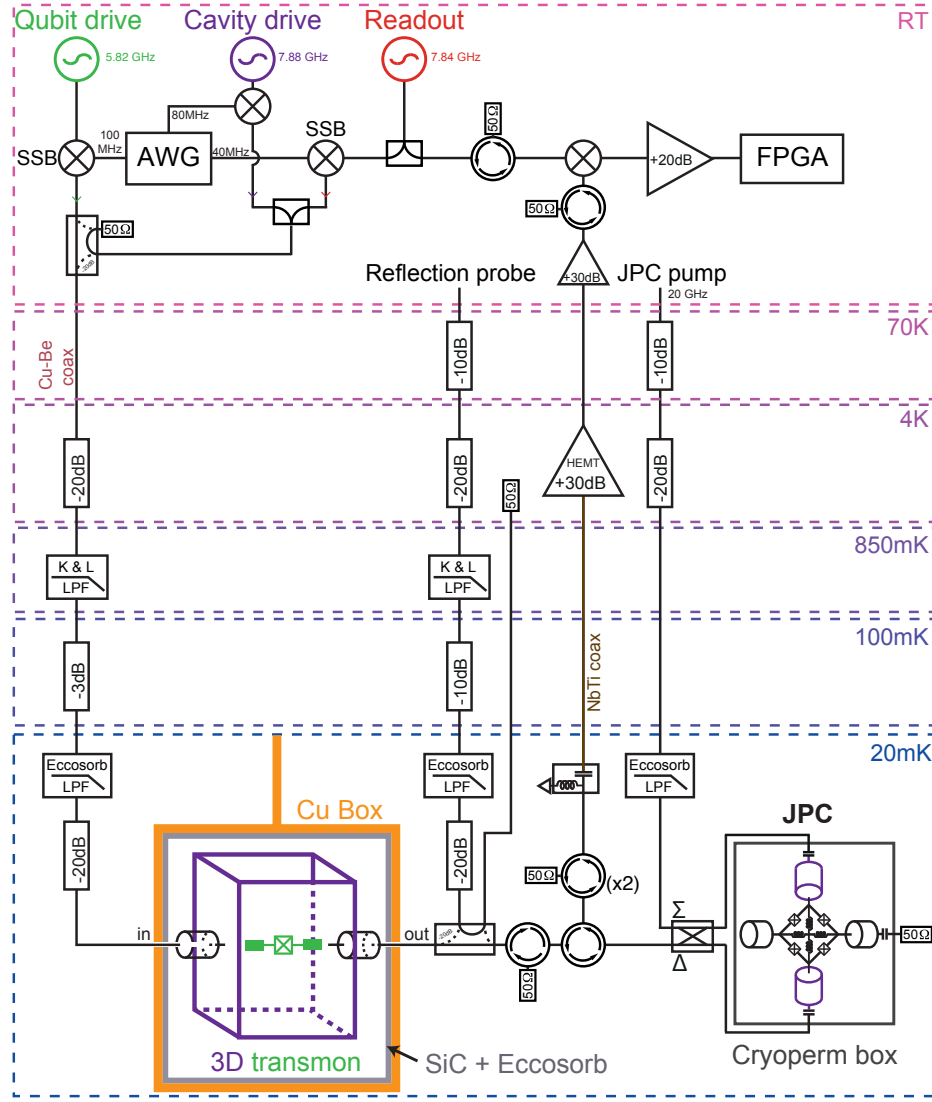 Qubit drive
Cavity drive
Readout
RT
5.82 GHz
7.88 GHz
7.84 GHz
80MHz
50Ω
SSB
100
MHz
AWG
40MHz
SSB
+20dB
FPGA
50Ω
50Ω
-20dB
+30dB
Reflection probe
JPC pump
20 GHz
70K
Cu-Be
coax
-10dB
-10dB
4K
-20dB
-20dB
50Ω
HEMT
+30dB
-20dB
850mK
K & L
LPF
K & L
LPF
100mK
-3dB
-10dB
NbTi coax
20mK
Eccosorb
LPF
Eccosorb
LPF
Eccosorb
LPF
Cu Box
JPC
-20dB
-20dB
50Ω
(x2)
in
out
-20dB
Σ
Δ
50Ω
50Ω
3D transmon
SiC + Eccosorb
Cryoperm box